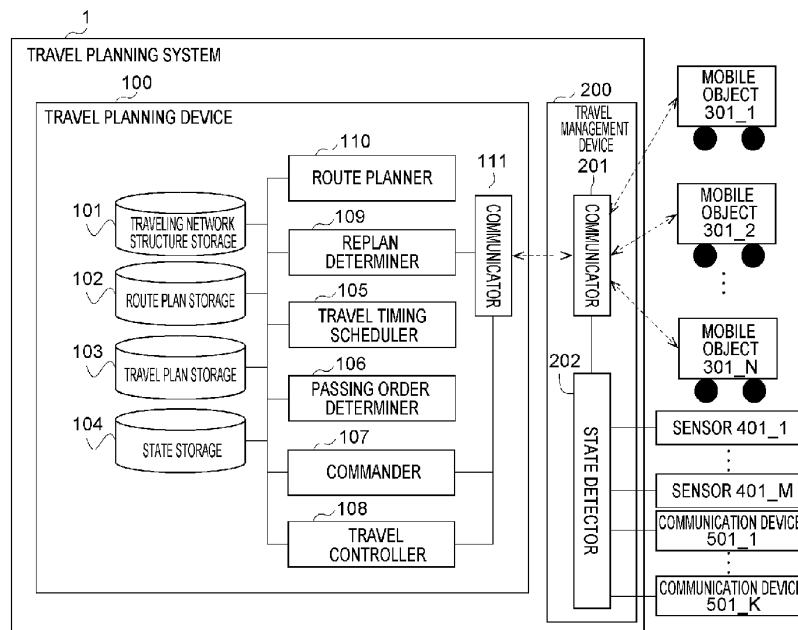 1
TRAVEL PLANNING SYSTEM
100
TRAVEL PLANNING DEVICE
101
TRAVELING NETWORK
STRUCTURE STORAGE
102
ROUTE PLAN STORAGE
103
TRAVEL PLAN STORAGE
104
STATE STORAGE
110
ROUTE PLANNER
109
REPLAN
DETERMINER
105
TRAVEL TIMING
SCHEDULER
106
PASSING ORDER
DETERMINER
107
COMMANDER
108
TRAVEL
CONTROLLER
111
COMMUNICATOR
200
TRAVEL
MANAGEMENT
DEVICE
201
COMMUNICATOR
202
STATE DETECTOR
MOBILE
OBJECT
301_1
MOBILE
OBJECT
301_2
MOBILE
OBJECT
301_N
SENSOR 401_1
SENSOR 401_M
COMMUNICATION DEVICE
501_1
COMMUNICATION DEVICE
501_K